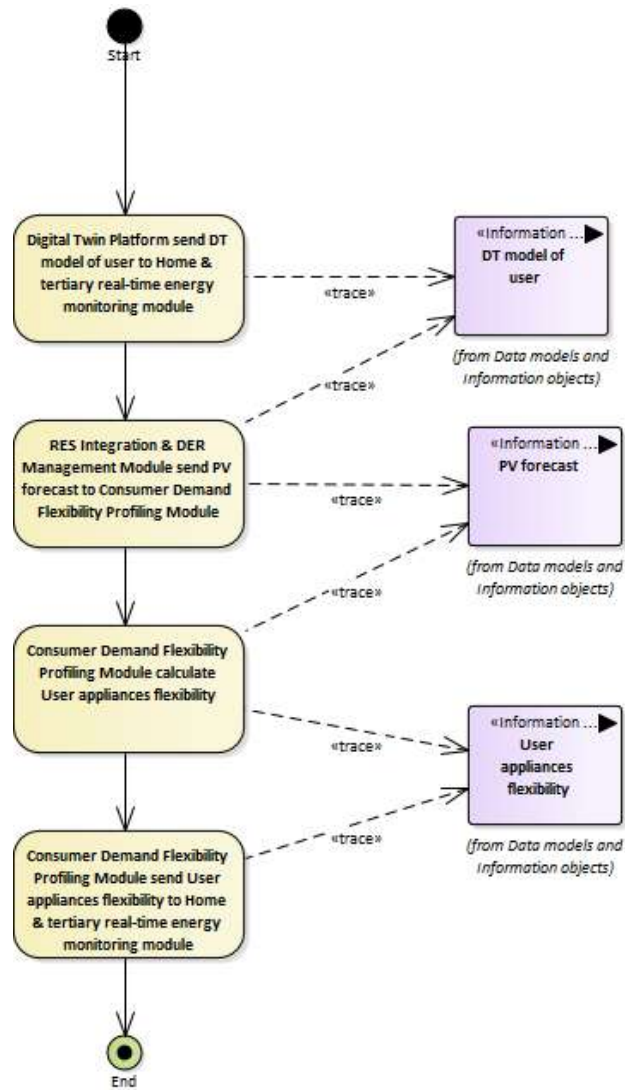 Start
Digital Twin Platform send DT
model of user to Home &
tertiary real-time energy
monitoring module
«Information ...
DT model of
user
«trace»
(from Data models and
Information objects)
«trace»
RES Integration & DER
Management Module send PV
forecast to Consumer Demand
Flexibility Profiling Module
«Information ...
PV forecast
«trace»
(from Data models and
Information objects)
«trace»
Consumer Demand Flexibility
Profiling Module calculate
User appliances flexibility
«Information ...
User
appliances
flexibility
«trace»
«trace»
(from Data models and
Information objects)
Consumer Demand Flexibility
Profiling Module send User
appliances flexibility to Home
& tertiary real-time energy
monitoring module
End